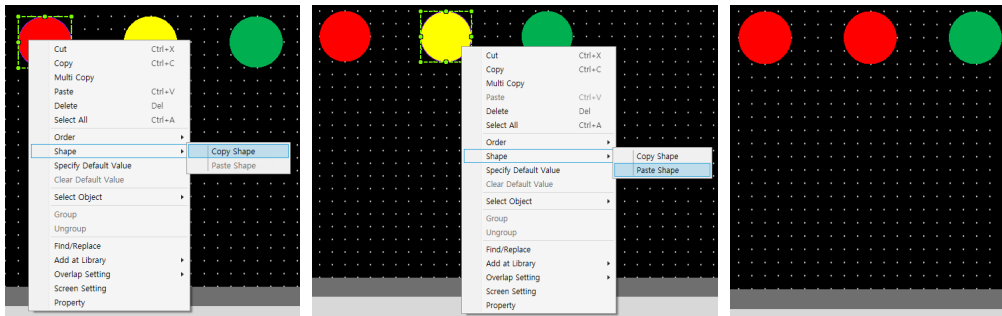 Cut Ctrl+X
Copy Ctrl+C
Multi Copy
Paste Ctrl+V
Delete Del
Select All Ctrl+A
Order
Shape
Copy Shape
Paste Shape
Specify Default Value
Clear Default Value
Select Object
Group
Ungroup
Find/Replace
Add at Library
Overlap Setting
Screen Setting
Property
Cut Ctrl+X
Copy Ctrl+C
Multi Copy
Paste Ctrl+V
Delete Del
Select All Ctrl+A
Order
Shape
Copy Shape
Paste Shape
Specify Default Value
Clear Default Value
Select Object
Group
Ungroup
Find/Replace
Add at Library
Overlap Setting
Screen Setting
Property